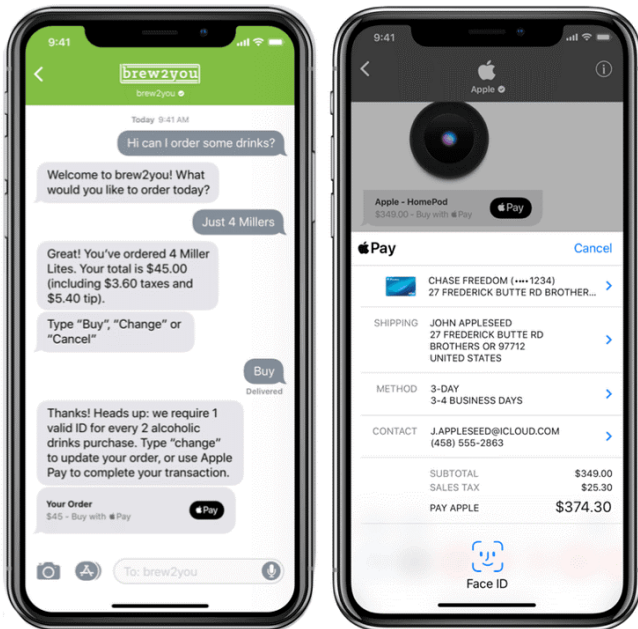 9:41
brew2you
brew2you
Today 9:41 AM
Hi can I order some drinks?
Welcome to brew2you! What
would you like to order today?
Just 4 Millers
Great! You've ordered 4 Miller
Lites. Your total is $45.00
(including $3.60 taxes and
$5.40 tip).
Type “Buy”, “Change” or
“Cancel”
Buy
Delivered
Thanks! Heads up: we require 1
valid ID for every 2 alcoholic
drinks purchase. Type “change”
to update your order, or use Apple
Pay to complete your transaction.
Your Order
$45 - Buy with Pay
Pay
To: brew2you
9:41
Apple
Apple - HomePod
$349.00 - Buy with Pay
Pay
Pay
Cancel
CHASE FREEDOM (••••1234)
27 FREDERICK BUTTE RD BROTHER...
SHIPPING
JOHN APPLESEED
27 FREDERICK BUTTE RD
BROTHERS OR 97712
UNITED STATES
METHOD
3-DAY
3-4 BUSINESS DAYS
CONTACT
J.APPLESEED@ICLOUD.COM
(458) 555-2863
SUBTOTAL $349.00
SALES TAX $25.30
PAY APPLE $374.30
Face ID